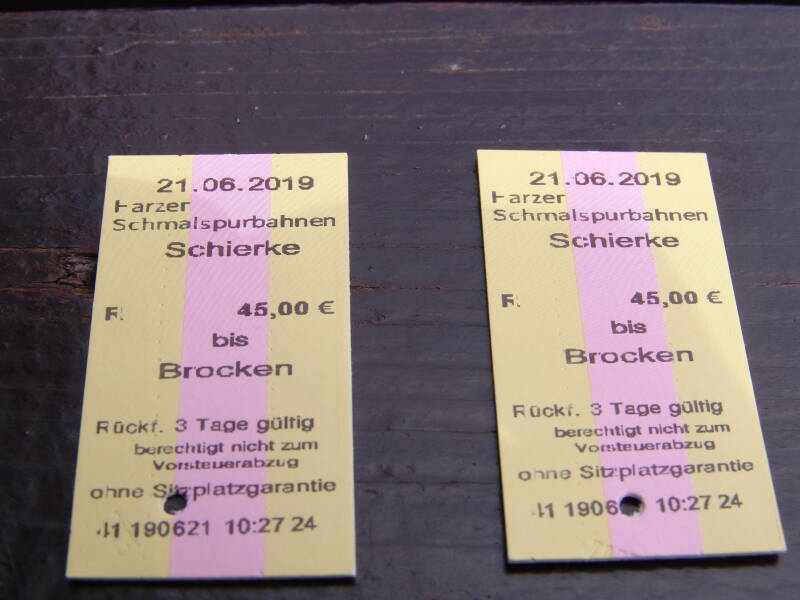 21.06.2019
Harzer
Schmalspurbahnen
Schierke
45,00 €
bis
Brocken
Rückf. 3 Tage gültig
berechtigt nicht zum
Vorsteuerabzug
ohne Sitzplatzgarantie
41 190621 10:27 24
21.06.2019
Harzer
Schmalspurbahnen
Schierke
45,00 €
bis
Brocken
Rückf. 3 Tage gültig
berechtigt nicht zum
Vorsteuerabzug
ohne Sitzplatzgarantie
10:27 24